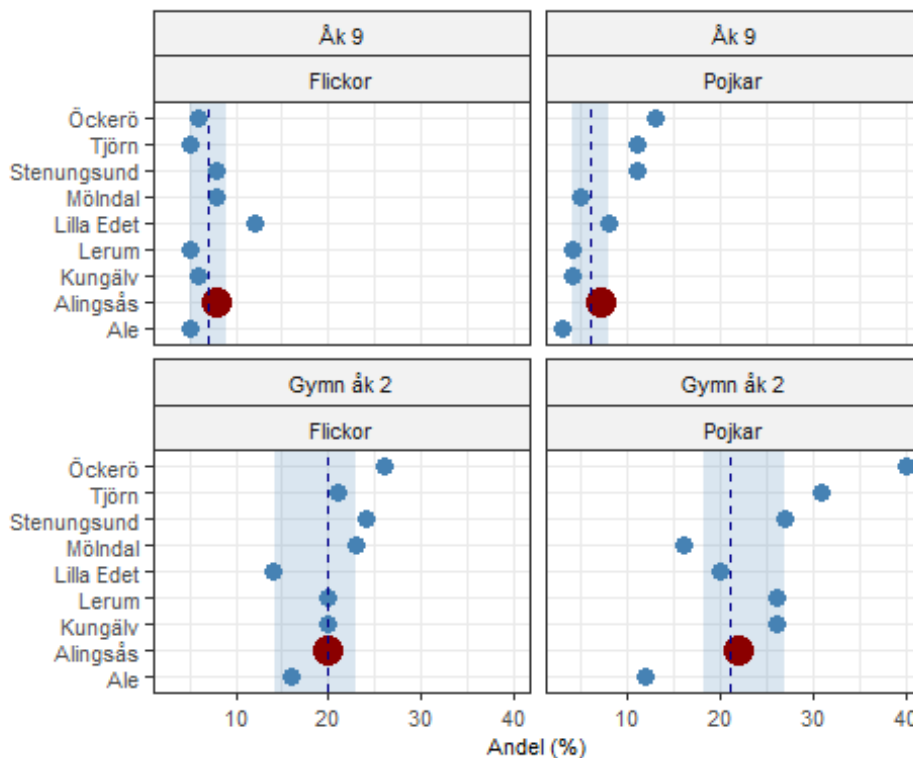 Åk 9
Åk 9
Flickor
Pojkar
Öckerö
Tjörn
Stenungsund
Mölndal
Lilla Edet
Lerum
Kungälv
Alingsås
Ale
Gymn åk 2
Gymn åk 2
Flickor
Pojkar
Öckerö
Tjörn
Stenungsund
Mölndal
Lilla Edet
Lerum
Kungälv
Alingsås
Ale
10 20 30 40 10 20 30 40
Andel (%)